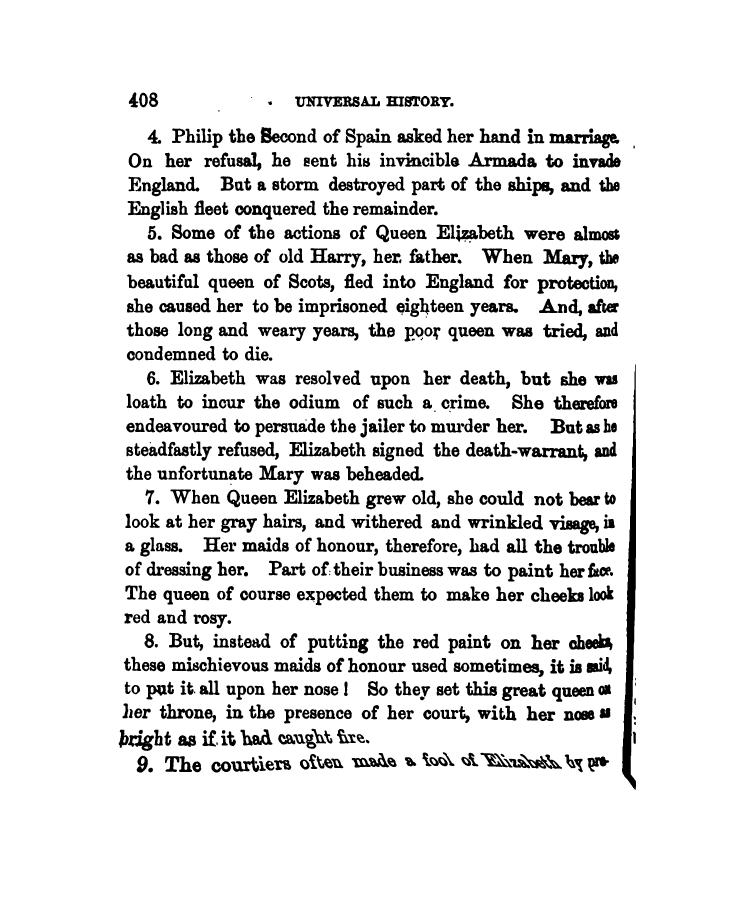 408 UNIVERSAL HISTORY.
4. Philip the Second of Spain asked her hand in marriage.
On her refusal, he sent his invincible Armada to invade
England. But a storm destroyed part of the ships, and the
English fleet conquered the remainder.
5. Some of the actions of Queen Elizabeth were almost
as bad as those of old Harry, her father. When Mary, the
beautiful queen of Scots, fled into England for protection,
she caused her to be imprisoned eighteen years. And, after
those long and weary years, the poor queen was tried, and
condemned to die.
6. Elizabeth was resolved upon her death, but she was
loath to incur the odium of such a crime. She therefore
endeavoured to persuade the jailer to murder her. But as he
steadfastly refused, Elizabeth signed the death-warrant, and
the unfortunate Mary was beheaded.
7. When Queen Elizabeth grew old, she could not bear to
look at her gray hairs, and withered and wrinkled visage, in
a glass. Her maids of honour, therefore, had all the trouble
of dressing her. Part of their business was to paint her face.
The queen of course expected them to make her cheeks look
red and rosy.
8. But, instead of putting the red paint on her cheeks,
these mischievous maids of honour used sometimes, it is said,
to put it all upon her nose! So they set this great queen on
her throne, in the presence of her court, with her nose as
bright as if it had caught fire.
9. The courtiers often made a fool of Elizabeth by pre-